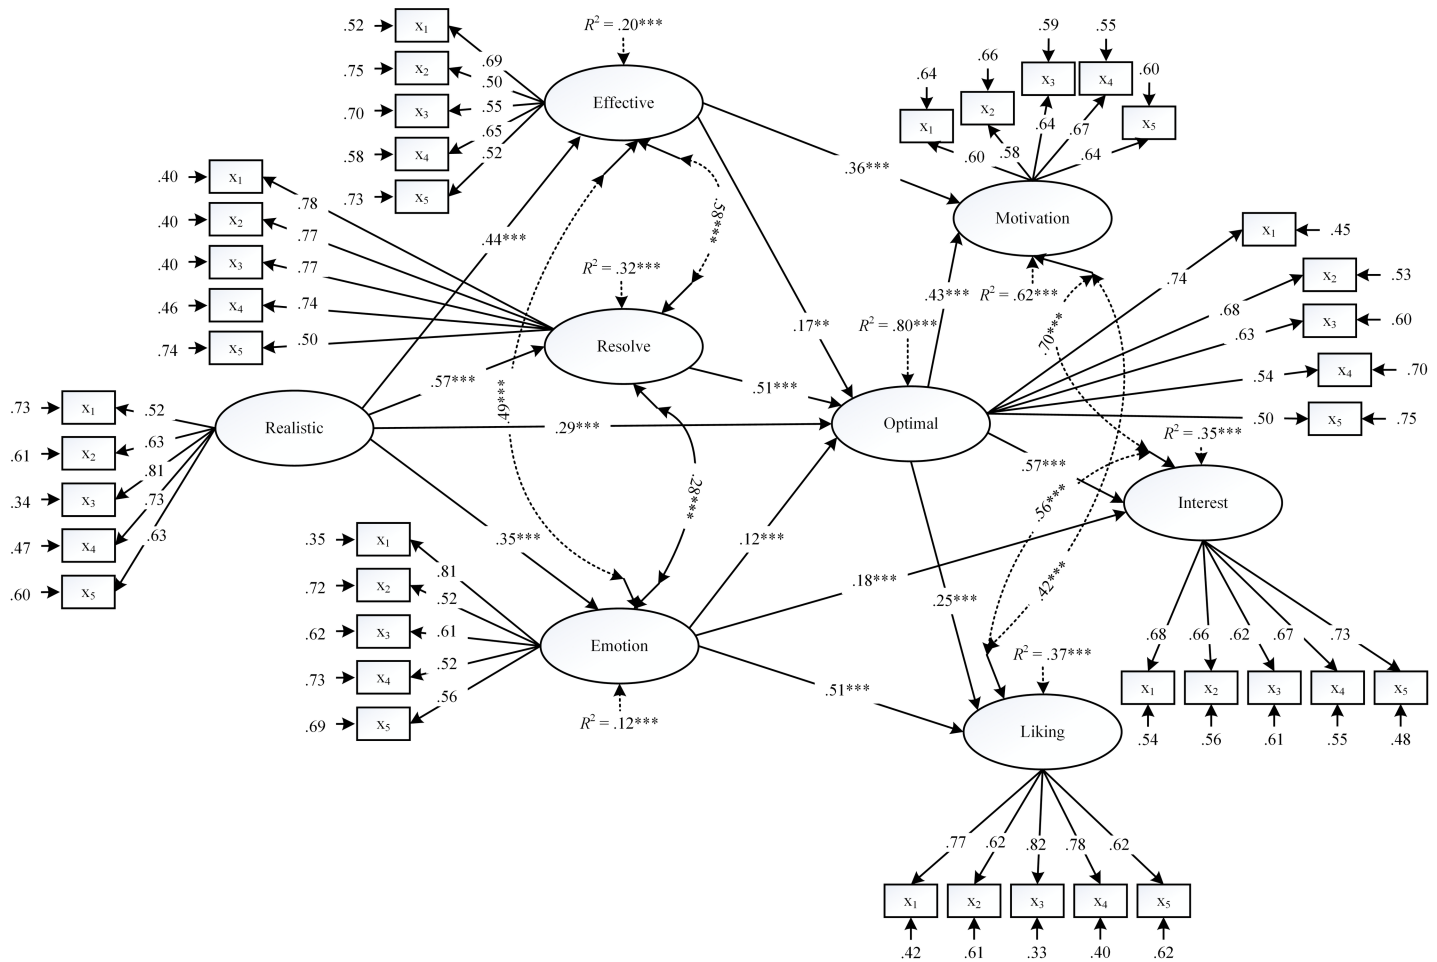 .52 x1 .69
.75 x2 .50
.70 x3 .55
.58 x4 .65
.73 x5 .52
R2 = .20***
Effective
.59 .55
.66 .60
.64
x3 x4
x2 x5
x1
.64 .67
.60 .58 .64
Motivation
.36***
.40 x1 .78
.40 x2 .77
.40 x3 .77
.46 x4 .74
.74 x5 .50
.44***
.58***
R2 = .32***
Resolve
.43***
R2 = .62***
.17**
R2 = .80***
.70***
.57***
.51***
.49***
.74 x1 .45
.68 x2 .53
.63 x3 .60
.54 x4 .70
.50 x5 .75
.73 x1 .52
.61 x2 .63
.34 x3 .81
.47 x4 .73
.60 x5 .63
Realistic
.29***
Optimal
R2 = .35***
.57***
.56***
Interest
.28***
.35***
.12***
.18***
.25***
.42***
.35 x1 .81
.72 x2 .52
.62 x3 .61
.73 x4 .52
.69 x5 .56
Emotion
R2 = .12***
.51***
R2 = .37***
Liking
.68 .66 .62 .67 .73
x1 x2 x3 x4 x5
.54 .56 .61 .55 .48
.77 .62 .82 .78 .62
x1 x2 x3 x4 x5
.42 .61 .33 .40 .62